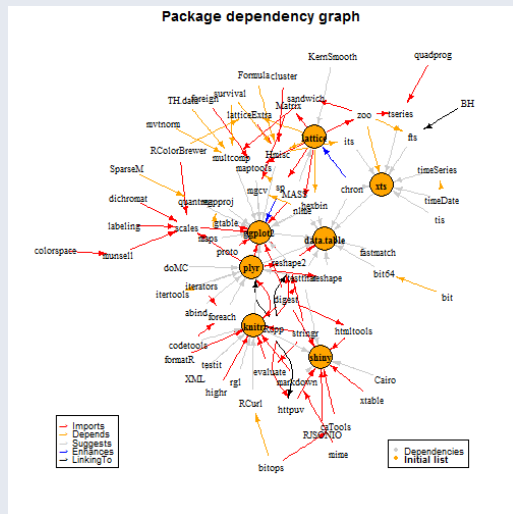 Package dependency graph
quadprog
KernSmooth
Formula
cluster
survival
foreign
TH.data
sandwich
BH
Matrix
latticeExtra
zoo
tseries
mvtnorm
lattice
fts
multcomp
its
RColorBrewer
Hmisc
maptools
SparseM
timeSeries
sp
mgcv
MASS
chron
xts
dichromat
quantreg
mapproj
hexbin
timeDate
nlme
gtable
tis
labeling
scales
ggplot2
maps
data.table
colorspace
munsell
proto
fastmatch
doMC
plyr
reshape2
testthat
reshape
bit64
iterators
itertools
bit
abind
digest
foreach
knitr
Rcpp
stringr
htmltools
codetools
formatR
testit
shiny
evaluate
XML
highr
rgl
markdown
Cairo
xtable
RCurl
httpuv
caTools
RJSONIO
mime
bitops
Imports
Depends
Suggests
Enhances
LinkingTo
Dependencies
Initial list